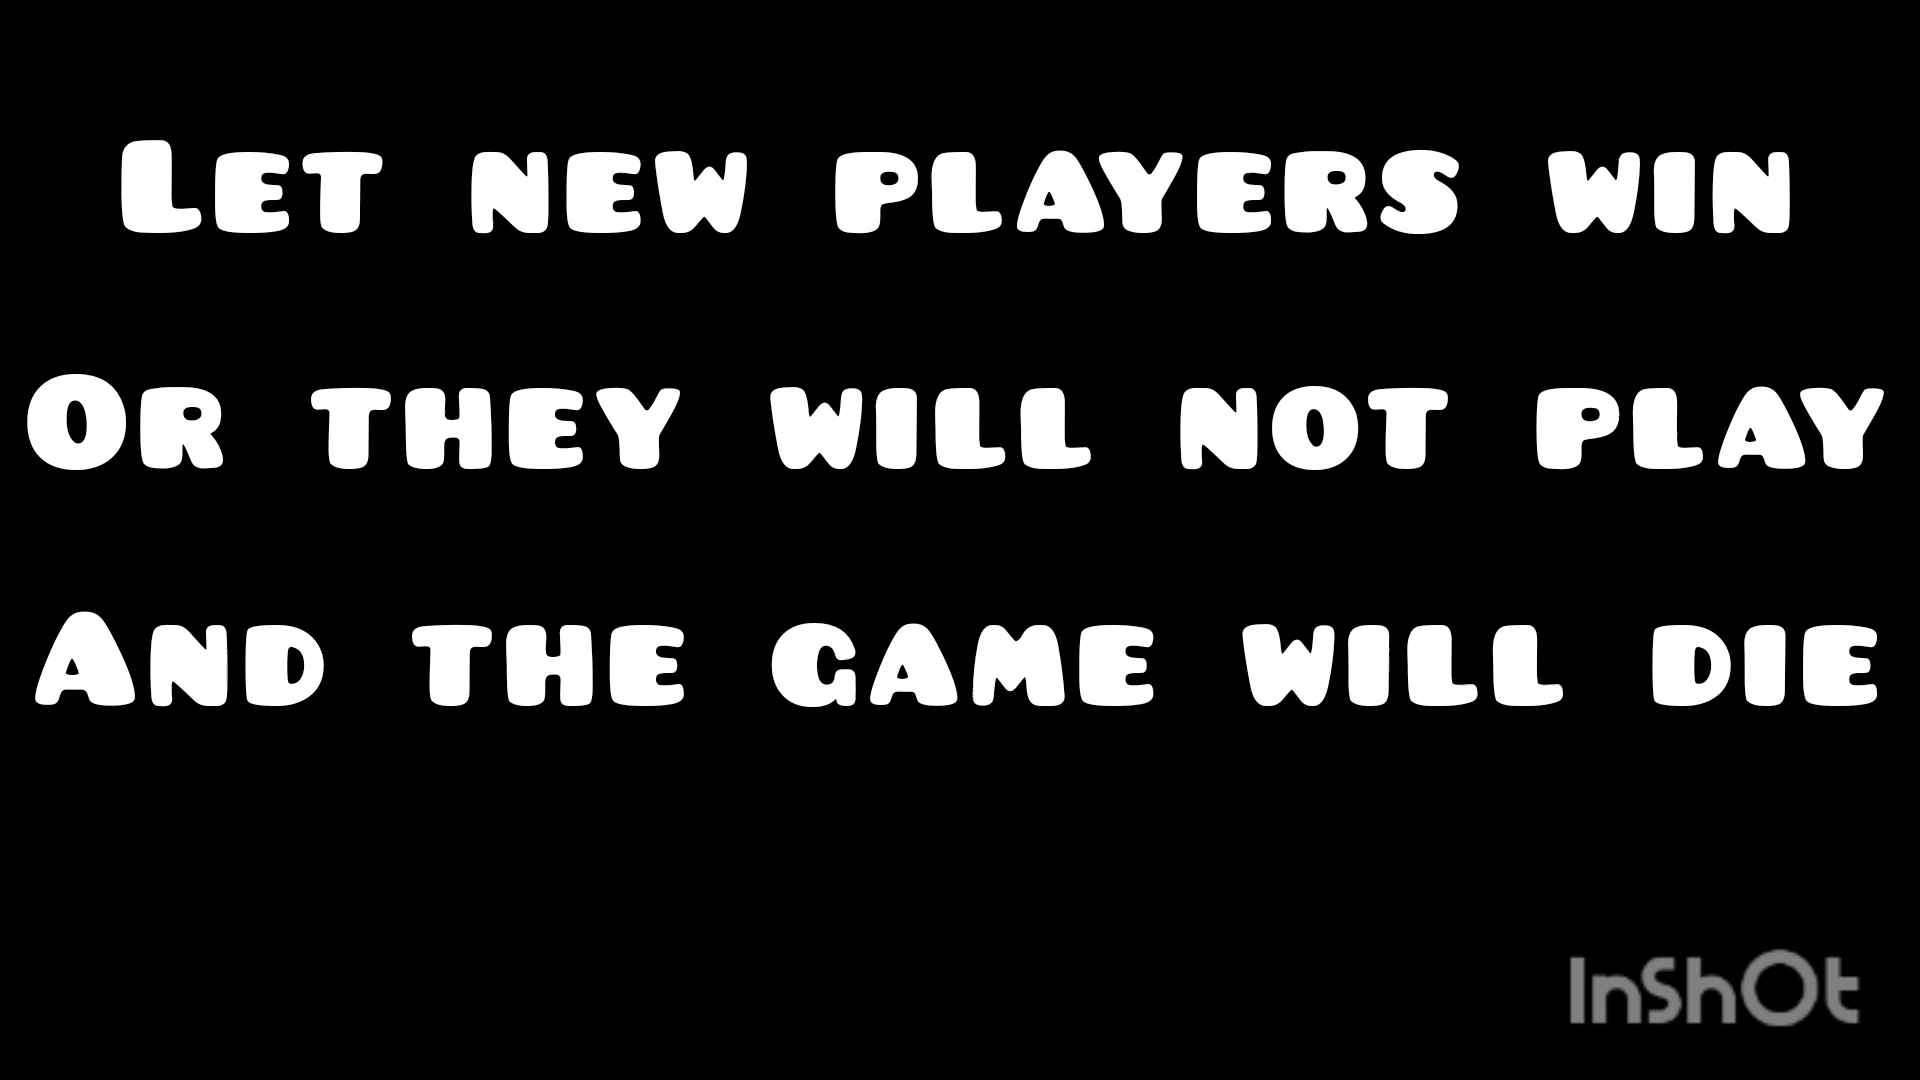 Let new players win
Or they will not play
And the game will die
InShOt